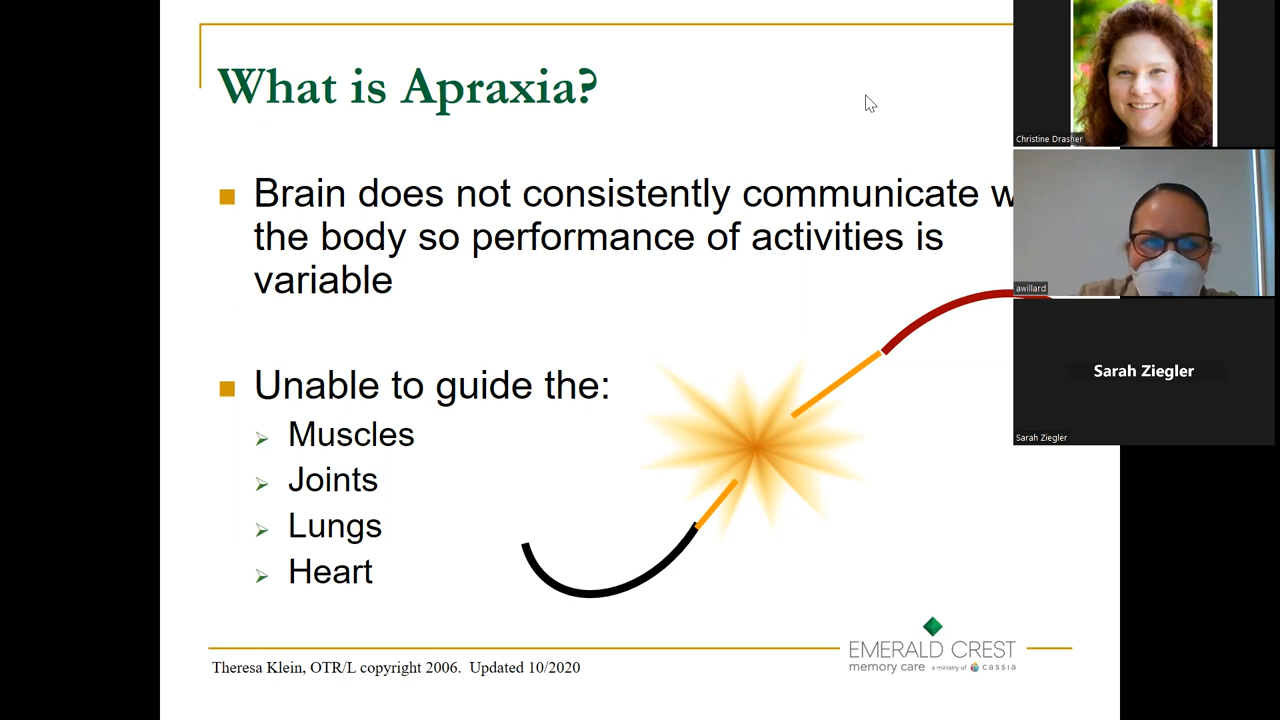 What is Apraxia?
Brain does not consistently communicate w
the body so performance of activities is
variable
Unable to guide the:
Muscles
Joints
Lungs
Heart
Theresa Klein, OTR/L copyright 2006. Updated 10/2020
EMERALD CREST
memory care a ministry of cassia
Christine Drasher
awillard
Sarah Ziegler
Sarah Ziegler